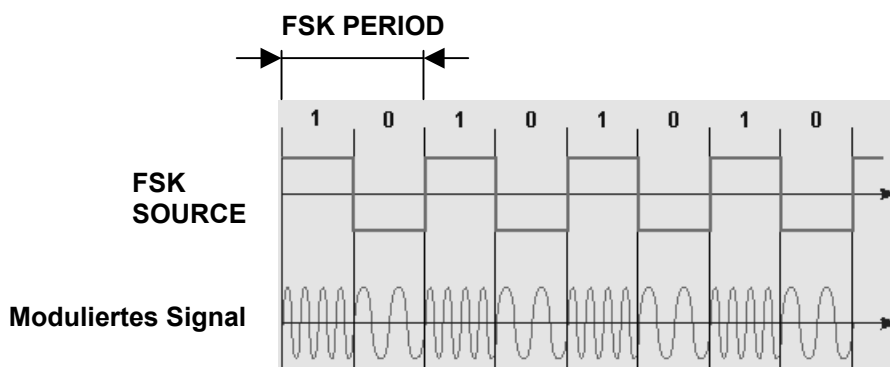 FSK PERIOD
1 0 1 0 1 0 1 0
FSK
SOURCE
Moduliertes Signal